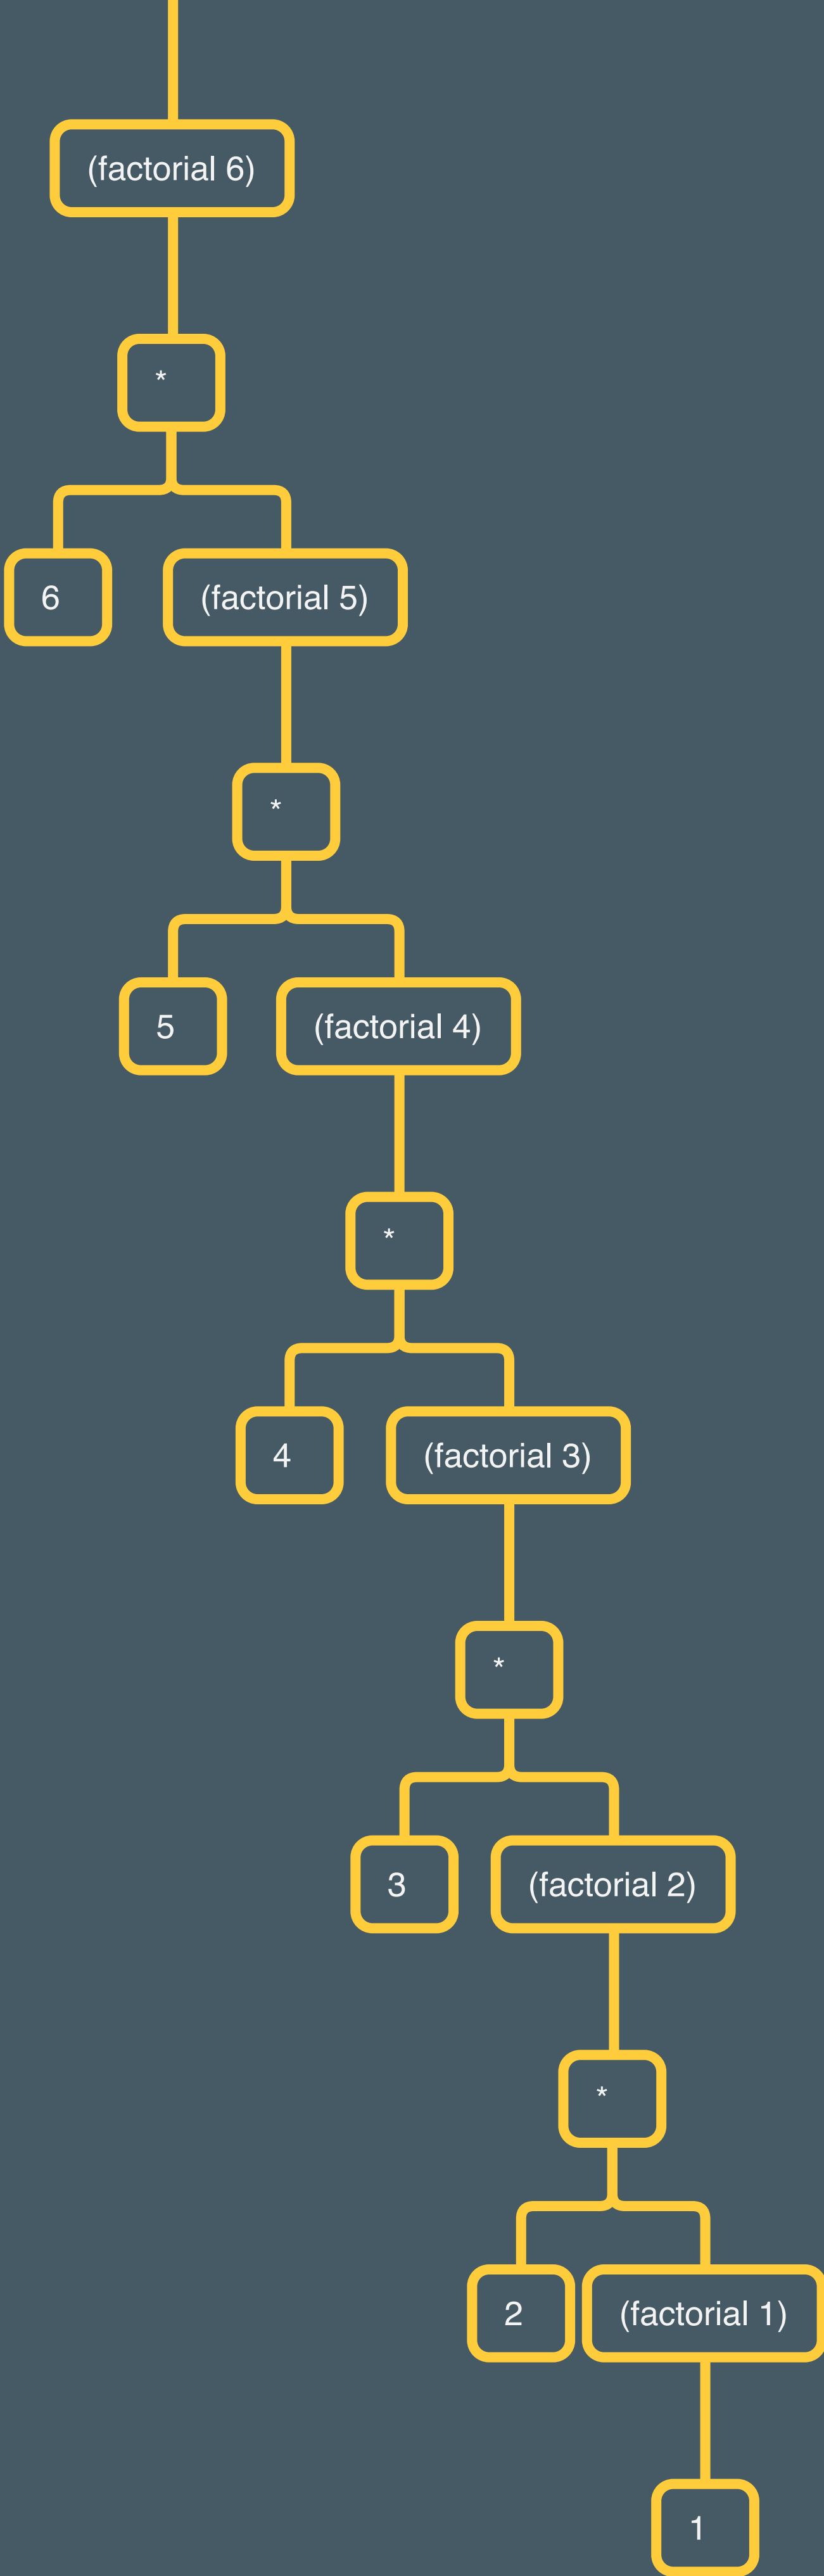 (factorial 6)
*
6 (factorial 5)
*
5 (factorial 4)
*
4 (factorial 3)
*
3 (factorial 2)
*
2 (factorial 1)
1